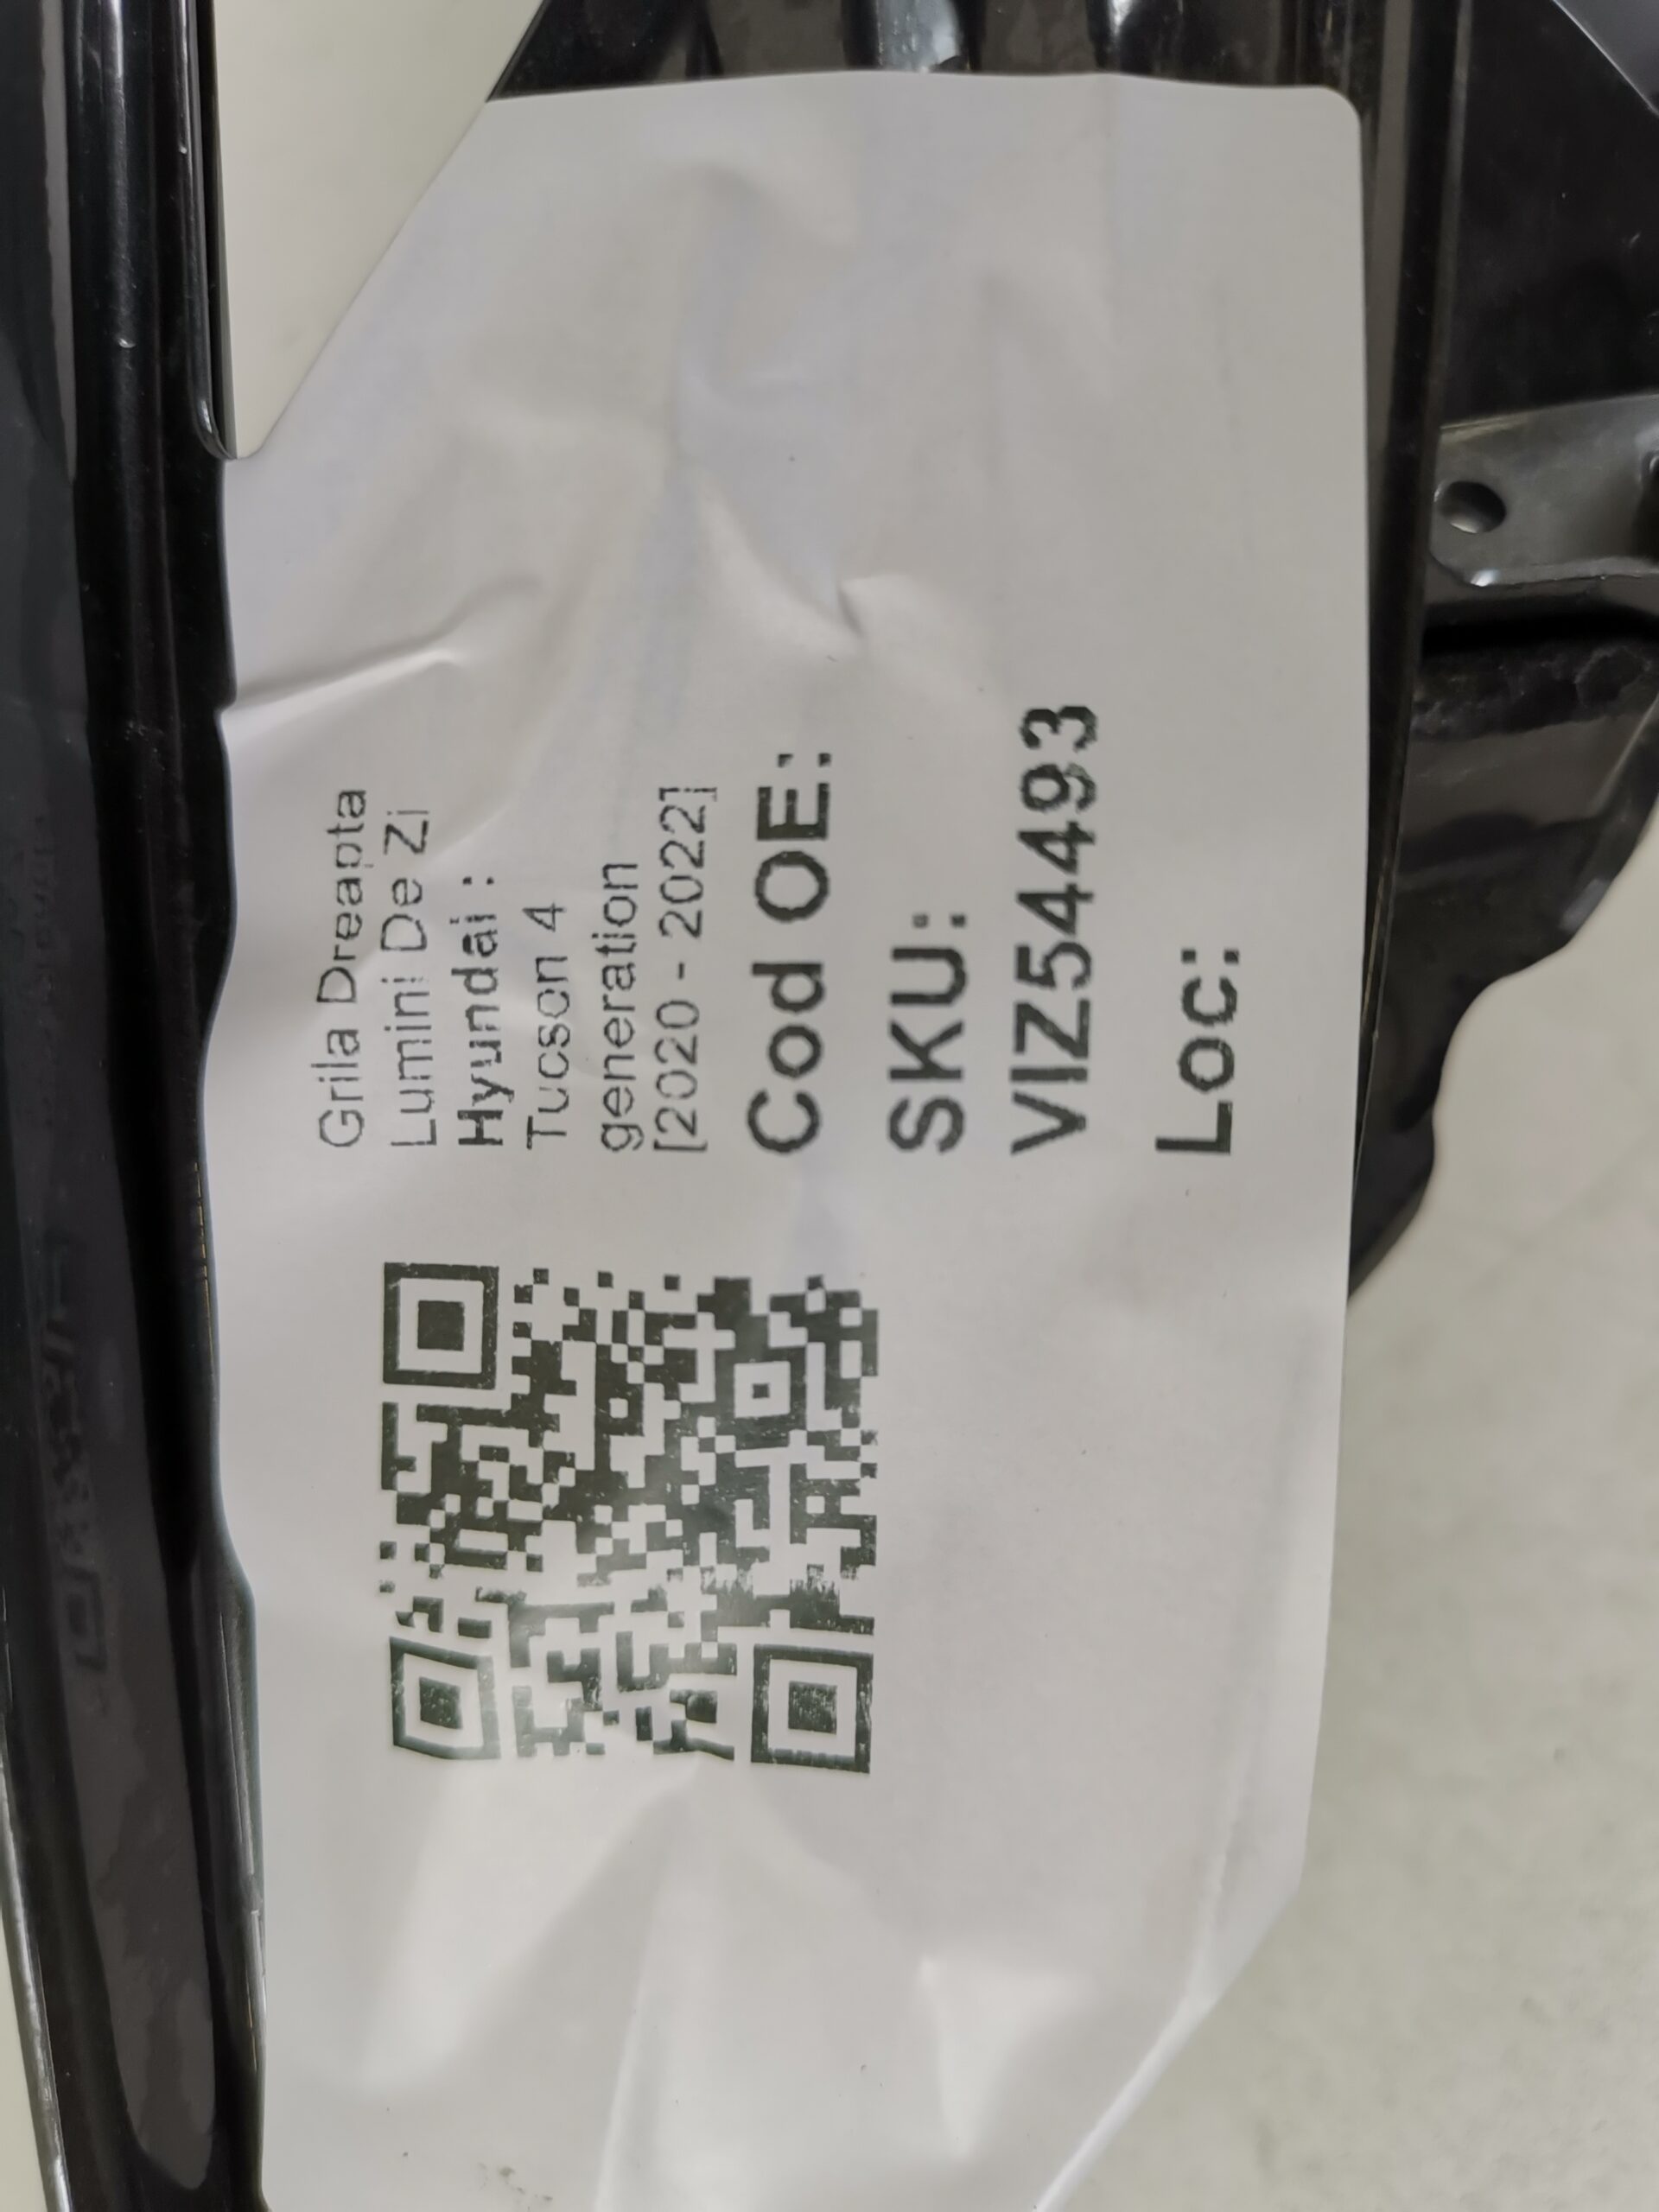 Grila Dreapta
Lumini De Zi
Hyundai :
Tucson 4
generation
[2020 - 2022]
Cod OE:
SKU:
VIZ54493
Loc: